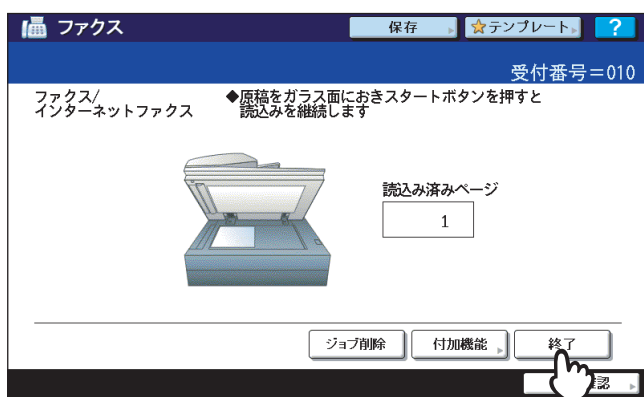 ファクス
保存
テンプレート
?
受付番号=010
ファクス/
インターネットファクス
◆原稿をガラス面におきスタートボタンを押すと
読込みを継続します
読込み済みページ
1
ジョブ削除
付加機能
終了